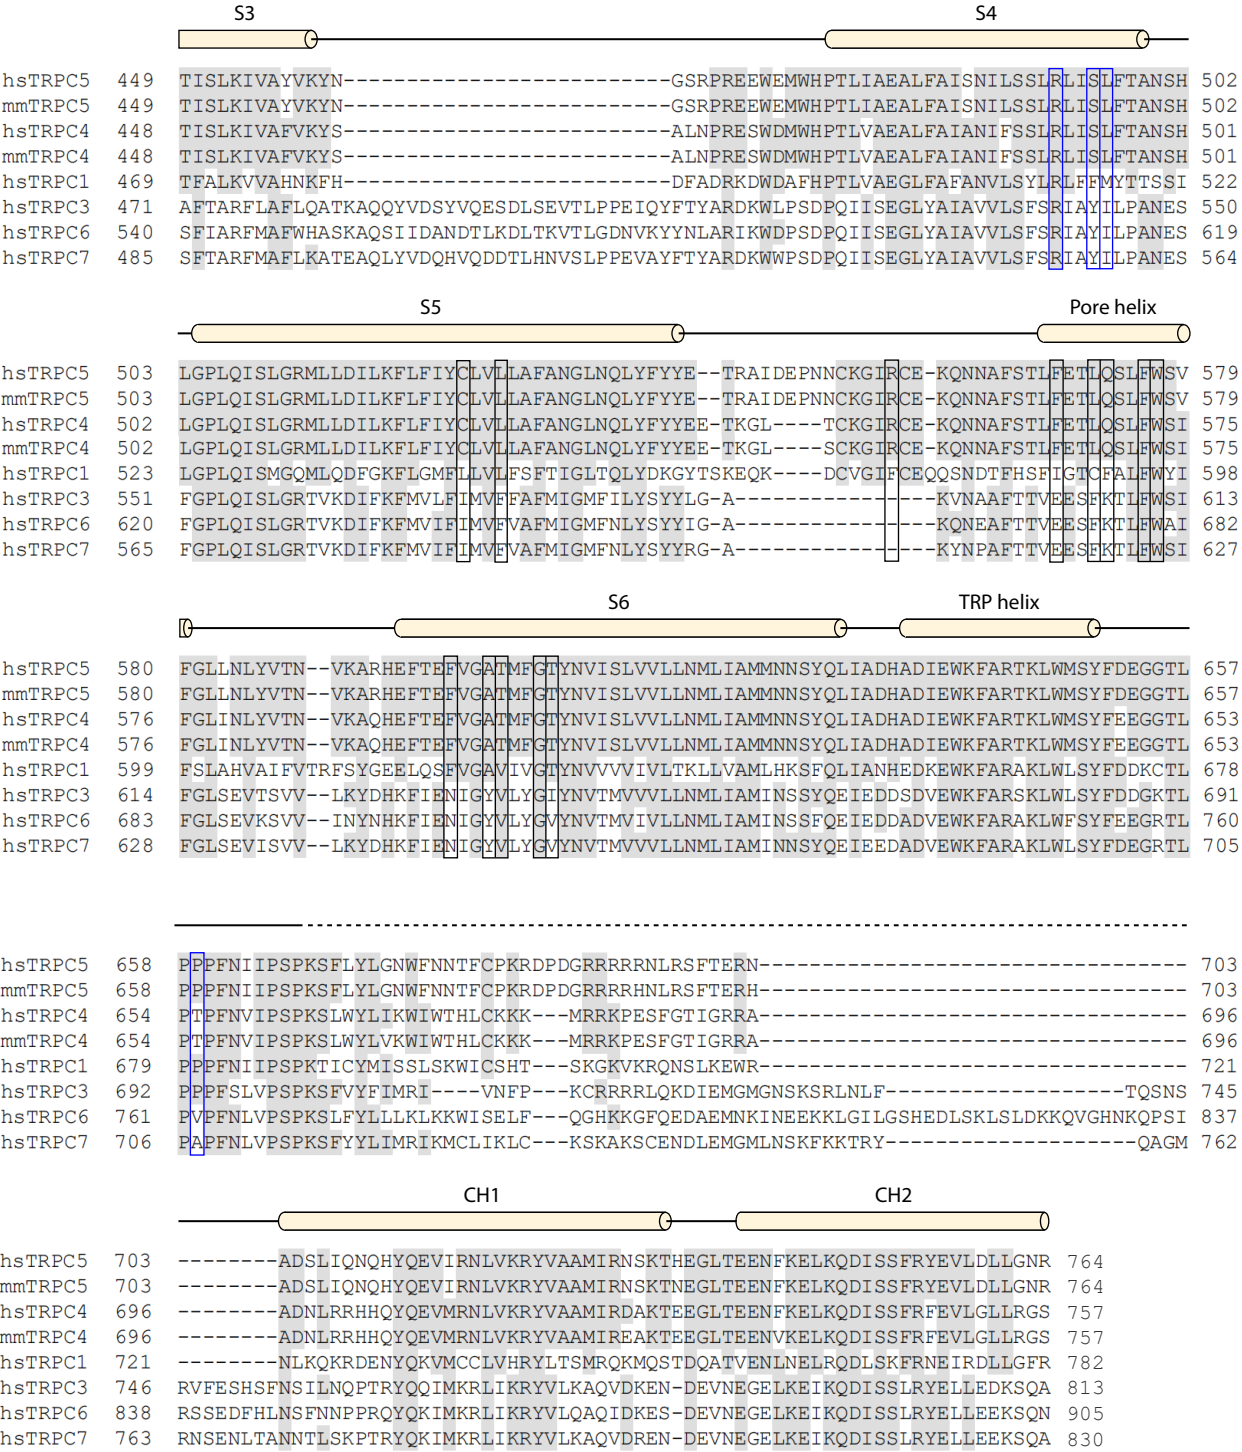 S3 S4
hsTRPC5 449 TISLKIVAYVKYN--------------------------GSRPREEWEMWHPTLIAEALFAISNILSSLRLISLFTANSH 502
mmTRPC5 449 TISLKIVAYVKYN--------------------------GSRPREEWEMWHPTLIAEALFAISNILSSLRLISLFTANSH 502
hsTRPC4 448 TISLKIVAFVKYS--------------------------ALNPRESWDMWHPTLVAEALFAIANIFSSLRLISLFTANSH 501
mmTRPC4 448 TISLKIVAFVKYS--------------------------ALNPRESWDMWHPTLVAEALFAIANIFSSLRLISLFTANSH 501
hsTRPC1 469 TFALKVVAHNKFH--------------------------DFADRKDWDAFHPTLVAEGLFAFANVLSYLRLFFMYTTSSI 522
hsTRPC3 471 AFTARFLAFLQATKAQQYVDSYVQESDLSEVTLPPEIQYFTYARDKWLPSDPQIISEGLYAIAVVLSFSRIAYILPANES 550
hsTRPC6 540 SFIARFMAFWHASKAQSIIDANDTLKDLTKVTLGDNVKYYNLARIKWDPSDPQIISEGLYAIAVVLSFSRIAYILPANES 619
hsTRPC7 485 SFTARFMAFLKATEAQLYVDQHVQDDTLHNVSLPPEVAYFTYARDKWWPSDPQIISEGLYAIAVVLSFSRIAYILPANES 564
S5 Pore helix
hsTRPC5 503 LGPLQISLGRMLLDILKFLFIYCLVLLAFANGLNQLYFYYE--TRAIDEPNNCKGIRCE-KQNNAFSTLFETLQSLFWSV 579
mmTRPC5 503 LGPLQISLGRMLLDILKFLFIYCLVLLAFANGLNQLYFYYE--TRAIDEPNNCKGIRCE-KQNNAFSTLFETLQSLFWSV 579
hsTRPC4 502 LGPLQISLGRMLLDILKFLFIYCLVLLAFANGLNQLYFYYEE-TKGL----TCKGIRCE-KQNNAFSTLFETLQSLFWSI 575
mmTRPC4 502 LGPLQISLGRMLLDILKFLFIYCLVLLAFANGLNQLYFYYEE-TKGL----SCKGIRCE-KQNNAFSTLFETLQSLFWSI 575
hsTRPC1 523 LGPLQISMGQMLQDFGKFLGMFLLVLFSFTIGLTQLYDKGYTSKEQK----DCVGIFCEQQSNDTFHSFIGTCFALFWYI 598
hsTRPC3 551 FGPLQISLGRTVKDIFKFMVLFIMVFFAFMIGMFILYSYYLG-A----------------KVNAAFTTVEESFKTLFWSI 613
hsTRPC6 620 FGPLQISLGRTVKDIFKFMVIFIMVFVAFMIGMFNLYSYYIG-A----------------KQNEAFTTVEESFKTLFWAI 682
hsTRPC7 565 FGPLQISLGRTVKDIFKFMVIFIMVFVAFMIGMFNLYSYYRG-A----------------KYNPAFTTVEESFKTLFWSI 627
S6 TRP helix
hsTRPC5 580 FGLLNLYVTN--VKARHEFTEFVGATMFGTYNVISLVVLLNMLIAMMNNSYQLIADHADIEWKFARTKLWMSYFDEGGTL 657
mmTRPC5 580 FGLLNLYVTN--VKARHEFTEFVGATMFGTYNVISLVVLLNMLIAMMNNSYQLIADHADIEWKFARTKLWMSYFDEGGTL 657
hsTRPC4 576 FGLINLYVTN--VKAQHEFTEFVGATMFGTYNVISLVVLLNMLIAMMNNSYQLIADHADIEWKFARTKLWMSYFEEGGTL 653
mmTRPC4 576 FGLINLYVTN--VKAQHEFTEFVGATMFGTYNVISLVVLLNMLIAMMNNSYQLIADHADIEWKFARTKLWMSYFEEGGTL 653
hsTRPC1 599 FSLAHVAIFVTRFSYGEELQSFVGAVIVGTYNVVVVIVLTKLLVAMLHKSFQLIANHEDKEWKFARAKLWLSYFDDKCTL 678
hsTRPC3 614 FGLSEVTSVV--LKYDHKFIENIGYVLYGIYNVTMVVVLLNMLIAMINSSYQEIEDDSDVEWKFARSKLWLSYFDDGKTL 691
hsTRPC6 683 FGLSEVKSVV--INYNHKFIENIGYVLYGVYNVTMVIVLLNMLIAMINSSFQEIEDDADVEWKFARAKLWFSYFEEGRTL 760
hsTRPC7 628 FGLSEVISVV--LKYDHKFIENIGYVLYGVYNVTMVVVLLNMLIAMINSSYQEIEEDADVEWKFARAKLWLSYFDEGRTL 705
hsTRPC5 658 PPPFNIIPSPKSFLYLGNWFNNTFCPKRDPDGRRRRRNLRSFTERN---------------------------------- 703
mmTRPC5 658 PPPFNIIPSPKSFLYLGNWFNNTFCPKRDPDGRRRRHNLRSFTERH---------------------------------- 703
hsTRPC4 654 PTPFNVIPSPKSLWYLIKWIWTHLCKKK---MRRKPESFGTIGRRA---------------------------------- 696
mmTRPC4 654 PTPFNVIPSPKSLWYLVKWIWTHLCKKK---MRRKPESFGTIGRRA---------------------------------- 696
hsTRPC1 679 PPPFNIIPSPKTICYMISSLSKWICSHT---SKGKVKRQNSLKEWR---------------------------------- 721
hsTRPC3 692 PPPFSLVPSPKSFVYFIMRI----VNFP---KCRRRRLQKDIEMGMGNSKSRLNLF-------------------TQSNS 745
hsTRPC6 761 PVPFNLVPSPKSLFYLLLKLKKWISELF---QGHKKGFQEDAEMNKINEEKKLGILGSHEDLSKLSLDKKQVGHNKQPSI 837
hsTRPC7 706 PAPFNLVPSPKSFYYLIMRIKMCLIKLC---KSKAKSCENDLEMGMLNSKFKKTRY--------------------QAGM 762
CH1 CH2
hsTRPC5 703 --------ADSLIQNQHYQEVIRNLVKRYVAAMIRNSKTHEGLTEENFKELKQDISSFRYEVLDLLGNR 764
mmTRPC5 703 --------ADSLIQNQHYQEVIRNLVKRYVAAMIRNSKTNEGLTEENFKELKQDISSFRYEVLDLLGNR 764
hsTRPC4 696 --------ADNLRRHHQYQEVMRNLVKRYVAAMIRDAKTEEGLTEENFKELKQDISSFRFEVLGLLRGS 757
mmTRPC4 696 --------ADNLRRHHQYQEVMRNLVKRYVAAMIREAKTEEGLTEENVKELKQDISSFRFEVLGLLRGS 757
hsTRPC1 721 --------NLKQKRDENYQKVMCCLVHRYLTSMRQKMQSTDQATVENLNELRQDLSKFRNEIRDLLGFR 782
hsTRPC3 746 RVFESHSFNSILNQPTRYQQIMKRLIKRYVLKAQVDKEN-DEVNEGELKEIKQDISSLRYELLEDKSQA 813
hsTRPC6 838 RSSEDFHLNSFNNPPRQYQKIMKRLIKRYVLQAQIDKES-DEVNEGELKEIKQDISSLRYELLEEKSQN 905
hsTRPC7 763 RNSENLTANNTLSKPTRYQKIMKRLIKRYVLKAQVDREN-DEVNEGELKEIKQDISSLRYELLEEKSQA 830